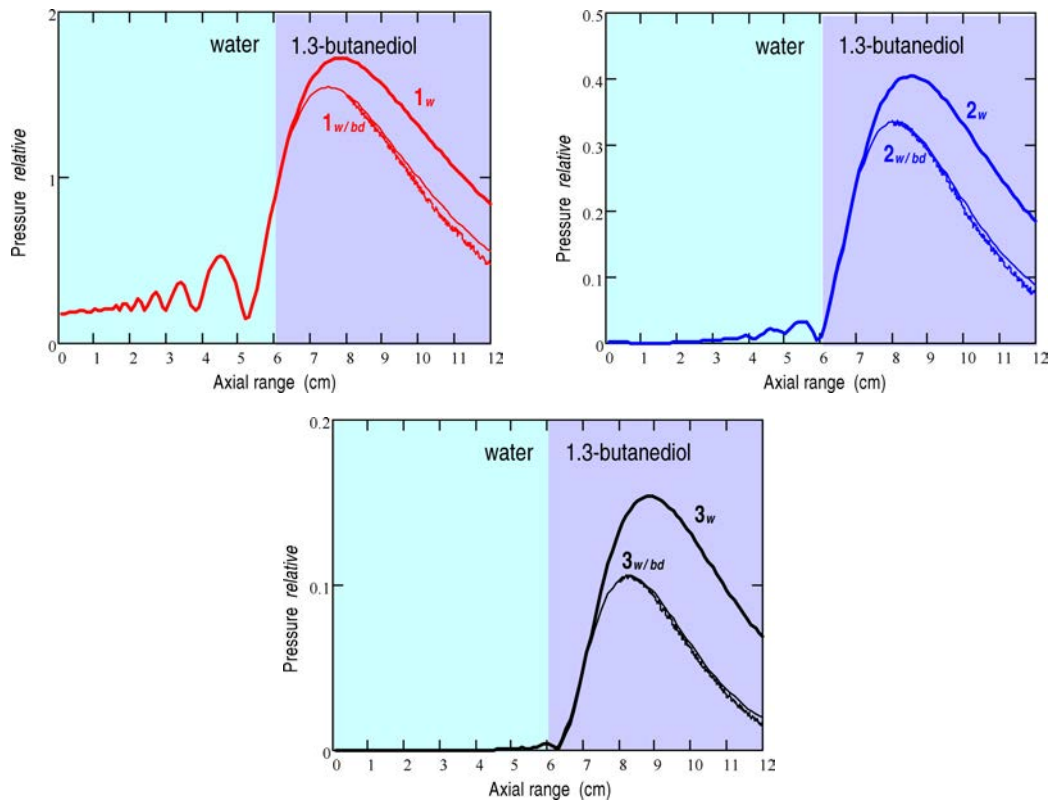 2
water 1.3-butanediol
1w
1w/bd
1
Pressure relative
0
0 1 2 3 4 5 6 7 8 9 10 11 12
Axial range (cm)
0.5
water 1.3-butanediol
0.4
2w
0.3
2w/bd
0.2
0.1
Pressure relative
0
0 1 2 3 4 5 6 7 8 9 10 11 12
Axial range (cm)
0.2
water 1.3-butanediol
3w
3w/bd
0.1
Pressure relative
0
0 1 2 3 4 5 6 7 8 9 10 11 12
Axial range (cm)